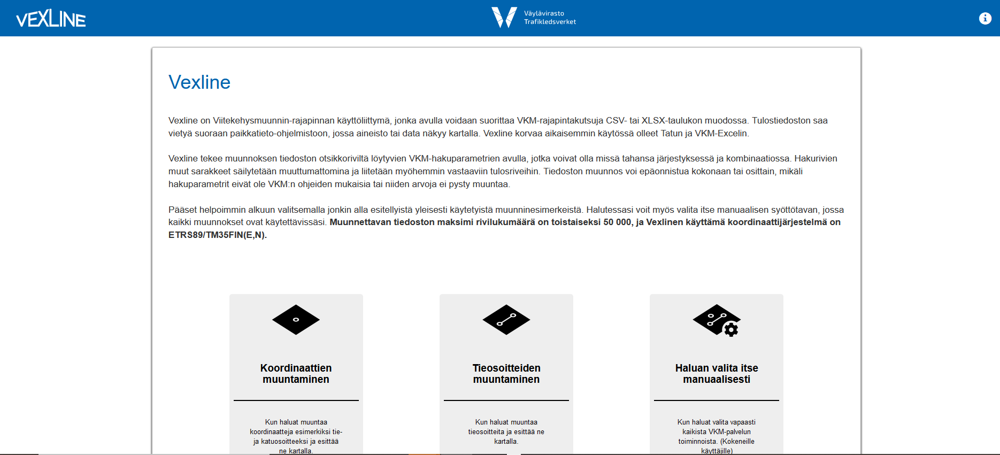 VEXLINE
Väylävirasto
Trafikledsverket
Vexline
Vexline on Viitekehysmuunnin-rajapinnan käyttöliittymä, jonka avulla voidaan suorittaa VKM-rajapintakutsuja CSV- tai XLSX-taulukon muodossa. Tulostiedoston saa
vietyä suoraan paikkatieto-ohjelmistoon, jossa aineisto tai data näkyy kartalla. Vexline korvaa aikaisemmin käytössä olleet Tatun ja VKM-Excelin.
Vexline tekee muunnoksen tiedoston otsikkoriviltä löytyvien VKM-hakuparametrien avulla, jotka voivat olla missä tahansa järjestyksessä ja kombinaatiossa. Hakurivien
muut sarakkeet säilytetään muuttumattomina ja liitetään myöhemmin vastaaviin tulosriveihin. Tiedoston muunnos voi epäonnistua kokonaan tai osittain, mikäli
hakuparametrit eivät ole VKM:n ohjeiden mukaisia tai niiden arvoja ei pysty muuntaa.
Pääset helpoimmin alkuun valitsemalla jonkin alla esitellyistä yleisesti käytetyistä muunninesimerkeistä. Halutessasi voit myös valita itse manuaalisen syöttötavan, jossa
kaikki muunnokset ovat käytettävissäsi. Muunnettavan tiedoston maksimi rivilukumäärä on toistaiseksi 50 000, ja Vexlinen käyttämä koordinaattijärjestelmä on
ETRS89/TM35FIN(E,N).
Koordinaattien
muuntaminen
Kun haluat muuntaa
koordinaatteja esimerkiksi tie-
ja katuosoitteeksi ja esittää
ne kartalla.
Tieosoitteiden
muuntaminen
Kun haluat muuntaa
tieosoitteita ja esittää ne
kartalla.
Haluan valita itse
manuaalisesti
Kun haluat valita vapaasti
kaikista VKM-palvelun
toiminnoista. (Kokeneille
käyttäjille)